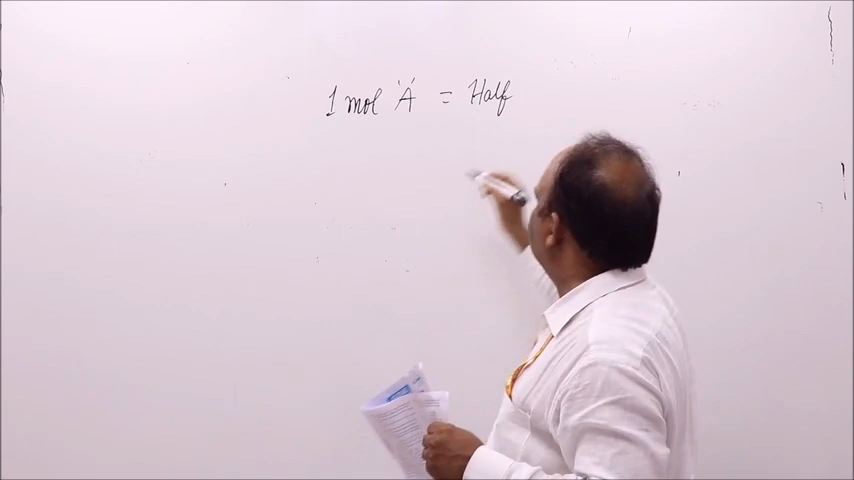 1 mol 'A' = Half